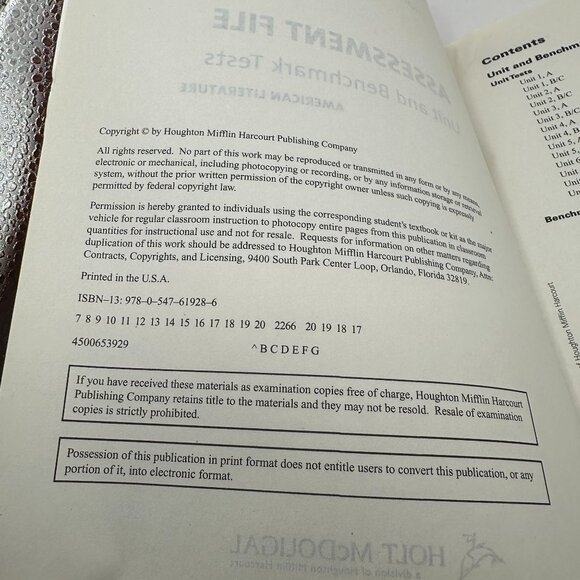 ASSESSMENT FILE
Unit and Benchmark Tests
AMERICAN LITERATURE
Copyright © by Houghton Mifflin Harcourt Publishing Company
All rights reserved. No part of this work may be reproduced or transmitted in any form or by any means,
electronic or mechanical, including photocopying or recording, or by any information storage or retrieval
system, without the prior written permission of the copyright owner unless such copying is expressly
permitted by federal copyright law.
Permission is hereby granted to individuals using the corresponding student's textbook or kit as the major
vehicle for regular classroom instruction to photocopy entire pages from this publication in classroom
quantities for instructional use and not for resale. Requests for information on other matters regarding
duplication of this work should be addressed to Houghton Mifflin Harcourt Publishing Company, Attn:
Contracts, Copyrights, and Licensing, 9400 South Park Center Loop, Orlando, Florida 32819.
Printed in the U.S.A.
ISBN–13: 978–0–547–61928–6
7 8 9 10 11 12 13 14 15 16 17 18 19 20 2266 20 19 18 17
4500653929 ^ B C D E F G
If you have received these materials as examination copies free of charge, Houghton Mifflin Harcourt
Publishing Company retains title to the materials and they may not be resold. Resale of examination
copies is strictly prohibited.
Possession of this publication in print format does not entitle users to convert this publication, or any
portion of it, into electronic format.
HOLT McDOUGAL
a division of Houghton Mifflin Harcourt
Contents
Unit and Benchm
Unit Tests
Unit 1, A
Unit 1, B/C
Unit 2, A
Unit 2, B/C
Unit 3, A
Unit 3, B/C
Unit 4, A
Unit 4, B
Unit 5, A
Unit 5,
Unit
Unit
Un
Benchm
Houghton Mifflin Harcourt